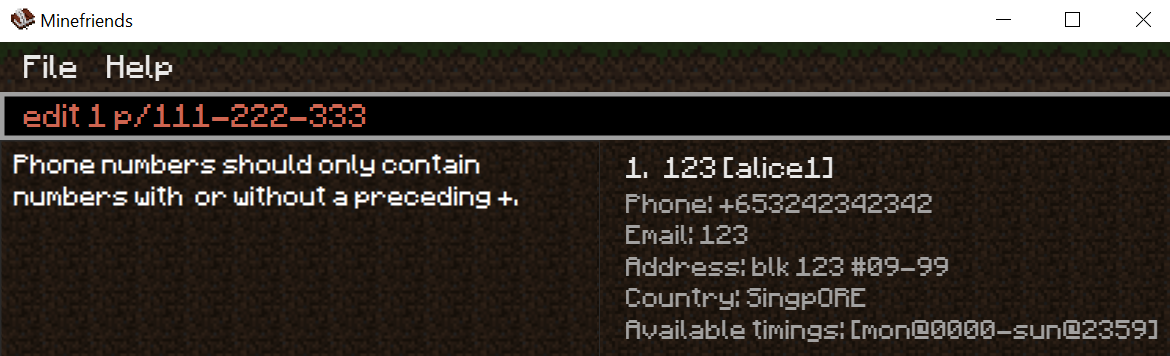 Minefriends
File Help
edit 1 p/111-222-333
Phone numbers should only contain
numbers with or without a preceding +.
1. 123 [alice1]
Phone: +653242342342
Email: 123
Address: blk 123 #09-99
Country: SingpORE
Available timings: [mon@0000-sun@2359]